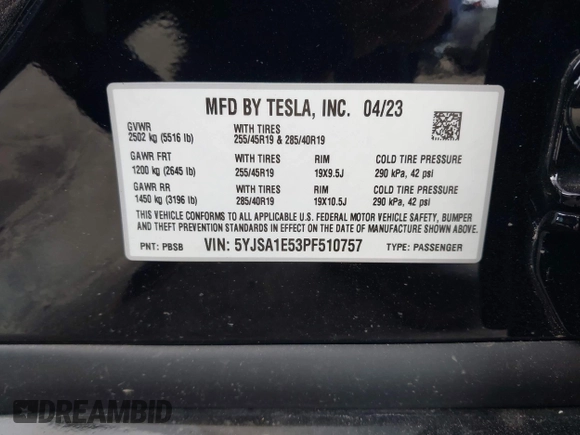 MFD BY TESLA, INC. 04/23
GVWR WITH TIRES
2502 kg (5516 lb) 255/45R19 & 285/40R19
GAWR FRT WITH TIRES RIM COLD TIRE PRESSURE
1200 kg (2645 lb) 255/45R19 19X9.5J 290 kPa, 42 psi
GAWR RR WITH TIRES RIM COLD TIRE PRESSURE
1450 kg (3196 lb) 285/40R19 19X10.5J 290 kPa, 42 psi
THIS VEHICLE CONFORMS TO ALL APPLICABLE U.S. FEDERAL MOTOR VEHICLE SAFETY, BUMPER
AND THEFT PREVENTION STANDARDS IN EFFECT ON THE DATE OF MANUFACTURE SHOWN ABOVE.
PNT: PBSB VIN: 5YJSA1E53PF510757 TYPE: PASSENGER
DREAMBID